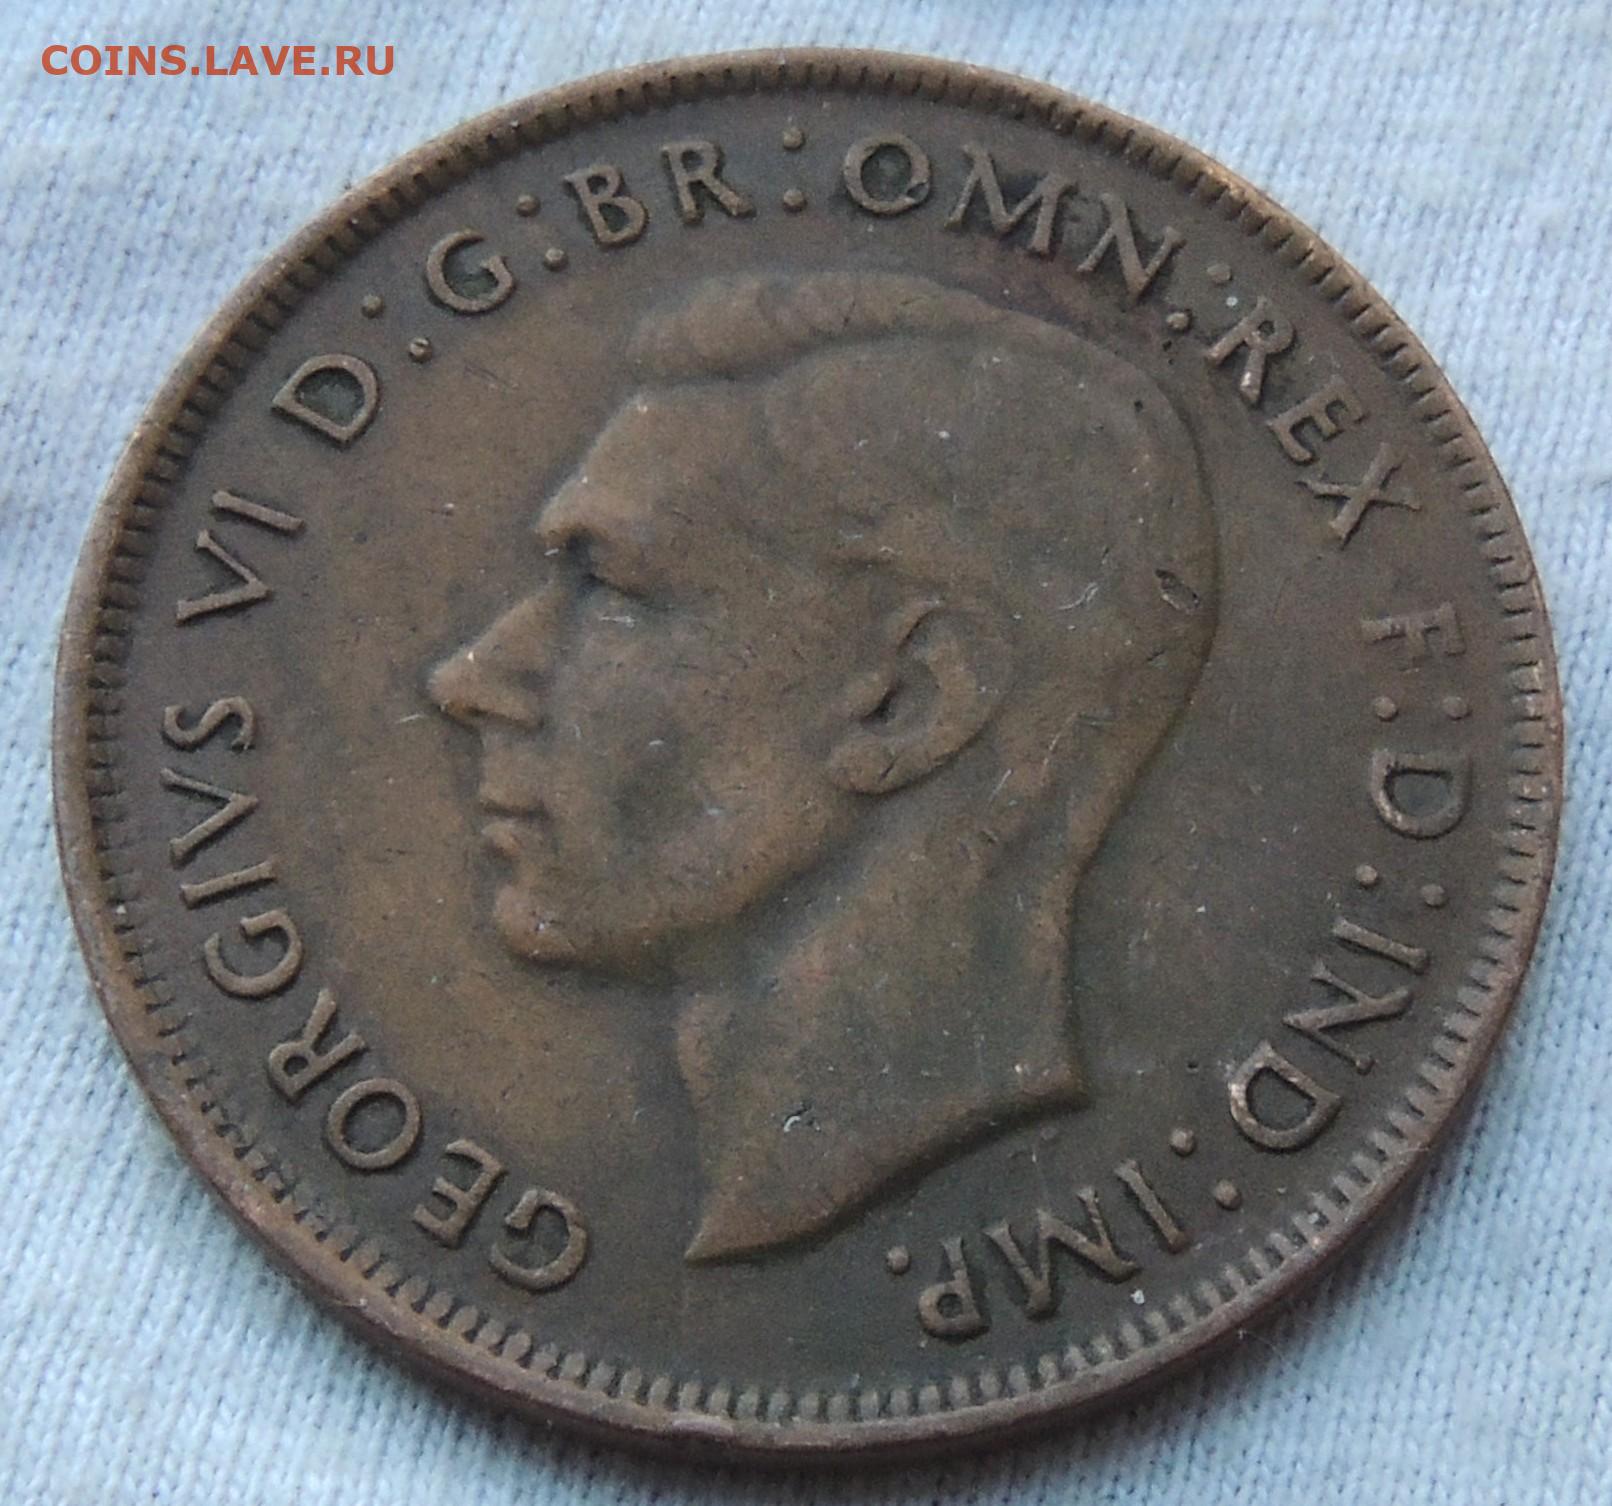 COINS.LAVE.RU
GEORGIVS VI D:G:BR:OMN:REX F:D:IND:IMP.